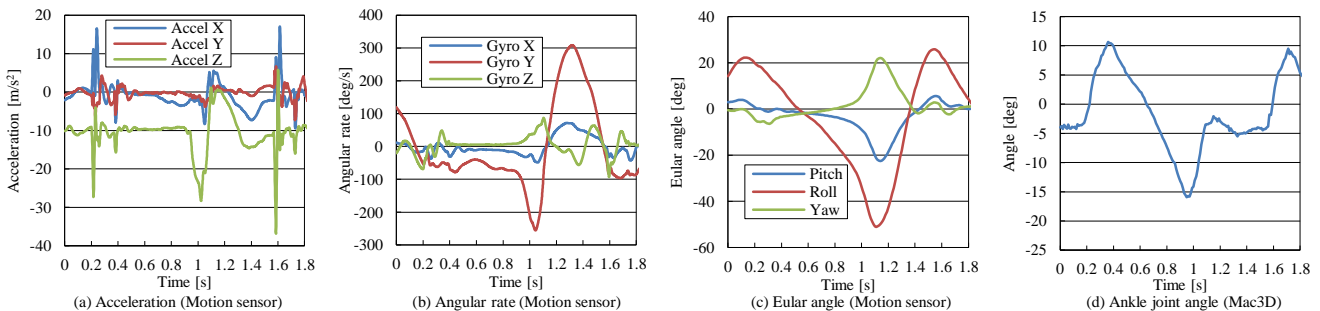 Acceleration [m/s²]
20
10
0
-10
-20
-30
-40
Accel X
Accel Y
Accel Z
0 0.2 0.4 0.6 0.8 1 1.2 1.4 1.6 1.8
Time [s]
(a) Acceleration (Motion sensor)
Angular rate [deg/s]
400
300
200
100
0
-100
-200
-300
Gyro X
Gyro Y
Gyro Z
0 0.2 0.4 0.6 0.8 1 1.2 1.4 1.6 1.8
Time [s]
(b) Angular rate (Motion sensor)
Eular angle [deg]
40
20
0
-20
-40
-60
Pitch
Roll
Yaw
0 0.2 0.4 0.6 0.8 1 1.2 1.4 1.6 1.8
Time [s]
(c) Eular angle (Motion sensor)
Angle [deg]
15
10
5
0
-5
-10
-15
-20
-25
0 0.2 0.4 0.6 0.8 1 1.2 1.4 1.6 1.8
Time [s]
(d) Ankle joint angle (Mac3D)